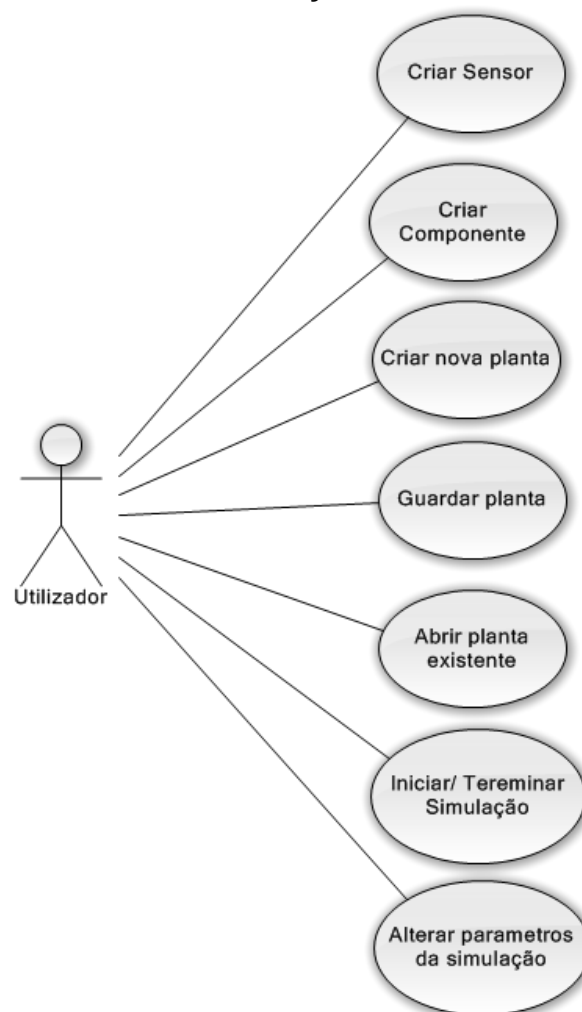 Criar Sensor
Criar
Componente
Criar nova planta
Guardar planta
Utilizador
Abrir planta
existente
Iniciar/ Tereminar
Simulação
Alterar parametros
da simulação